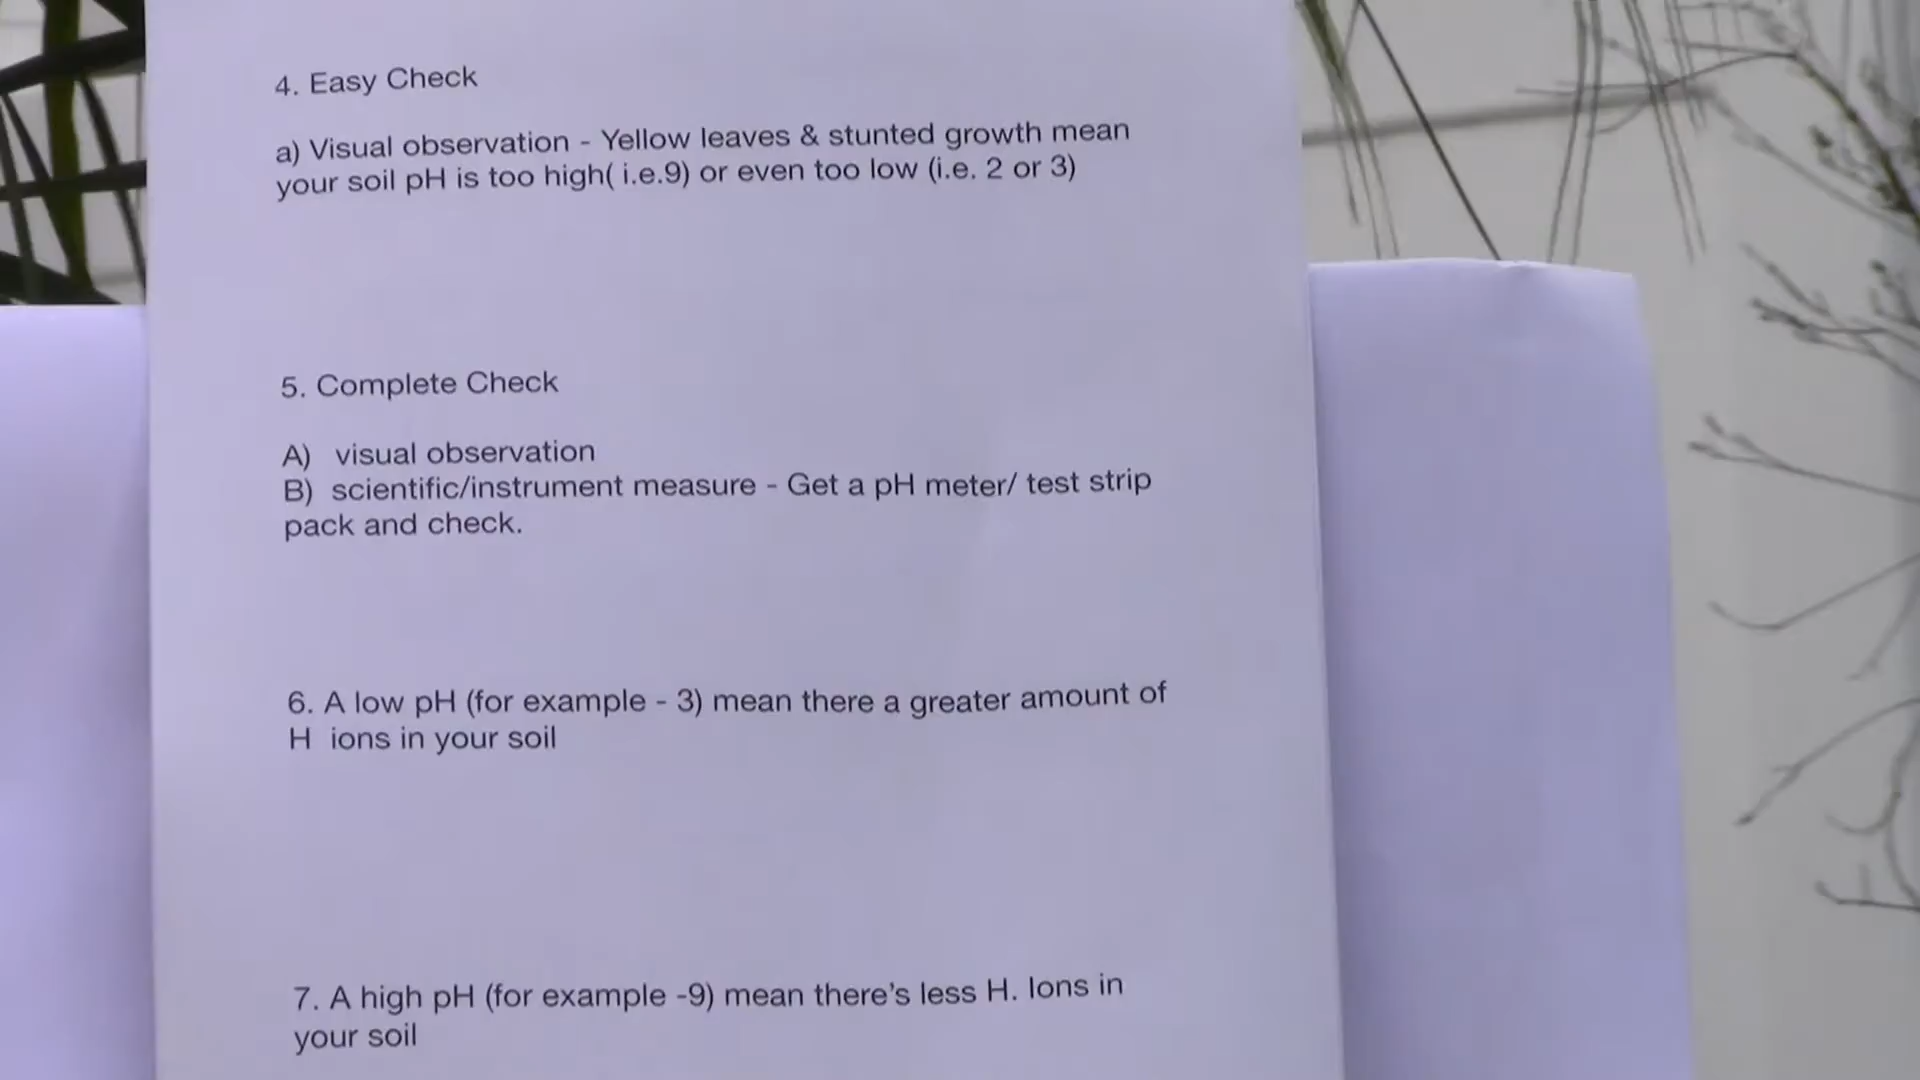 4. Easy Check
a) Visual observation - Yellow leaves & stunted growth mean
your soil pH is too high( i.e.9) or even too low (i.e. 2 or 3)
5. Complete Check
A) visual observation
B) scientific/instrument measure - Get a pH meter/ test strip
pack and check.
6. A low pH (for example - 3) mean there a greater amount of
H ions in your soil
7. A high pH (for example -9) mean there's less H. Ions in
your soil